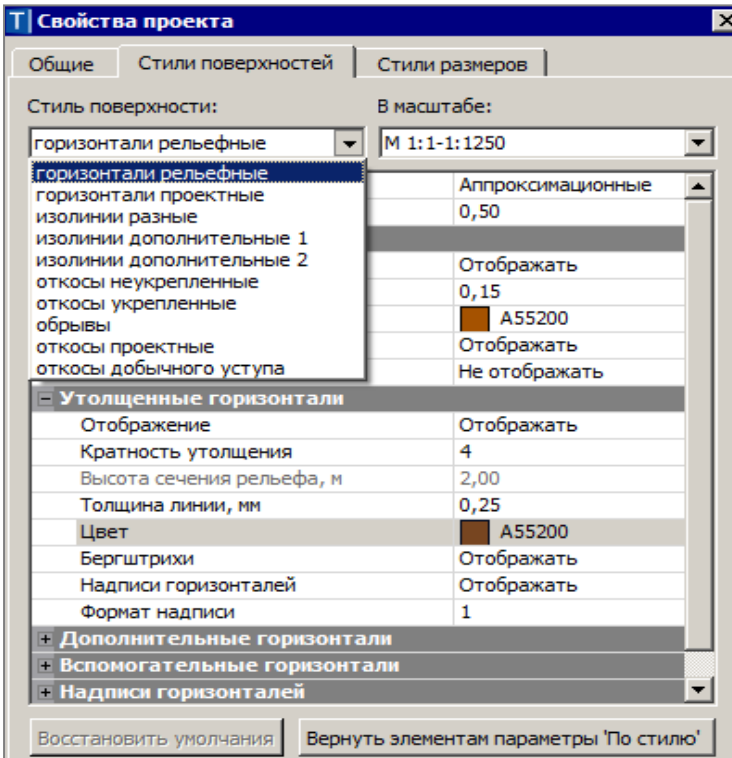 T Свойства проекта
Общие Стили поверхностей Стили размеров
Стиль поверхности: В масштабе:
горизонтали рельефные М 1:1-1:1250
горизонтали рельефные Аппроксимационные
горизонтали проектные 0,50
изолинии разные
изолинии дополнительные 1 Отображать
изолинии дополнительные 2 0,15
откосы неукрепленные A55200
откосы укрепленные Отображать
обрывы Не отображать
откосы проектные
откосы добычного уступа
Утолщенные горизонтали
Отображение Отображать
Кратность утолщения 4
Высота сечения рельефа, м 2,00
Толщина линии, мм 0,25
Цвет A55200
Бергштрихи Отображать
Надписи горизонталей Отображать
Формат надписи 1
Дополнительные горизонтали
Вспомогательные горизонтали
Надписи горизонталей
Восстановить умолчания Вернуть элементам параметры 'По стилю'